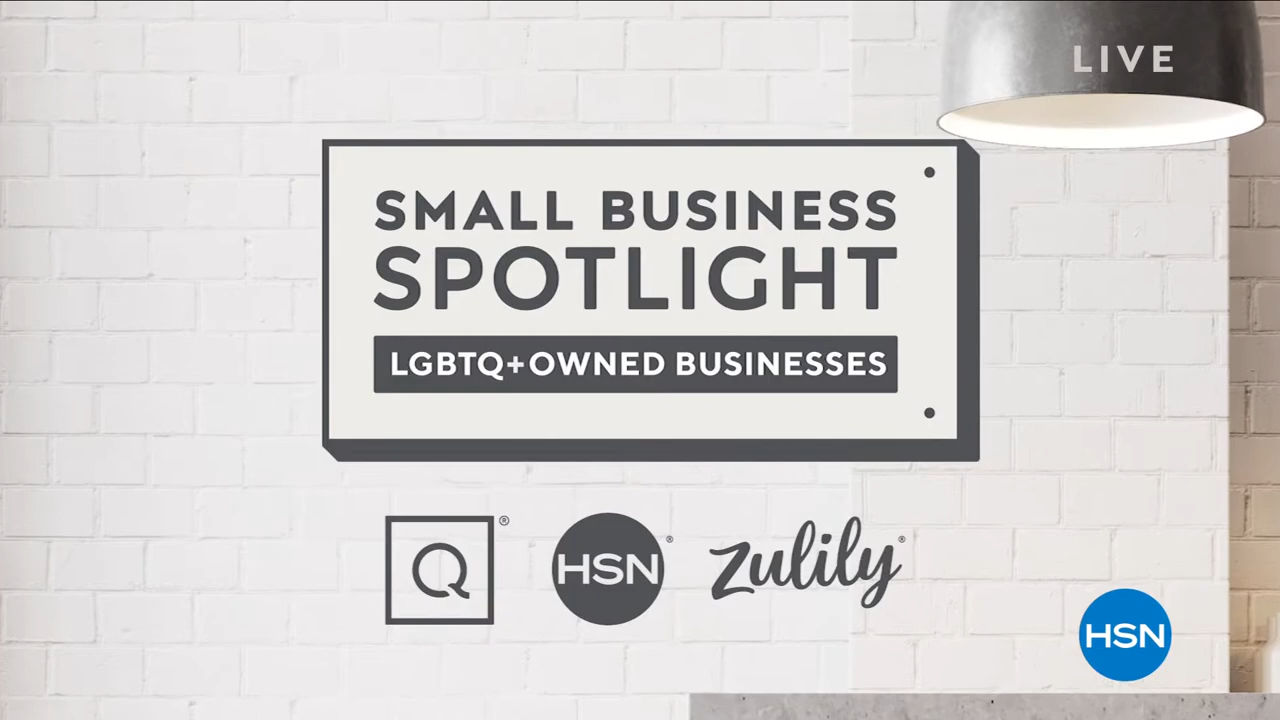 LIVE
SMALL BUSINESS
SPOTLIGHT
LGBTQ+OWNED BUSINESSES
Q®
HSN®
zulily®
HSN